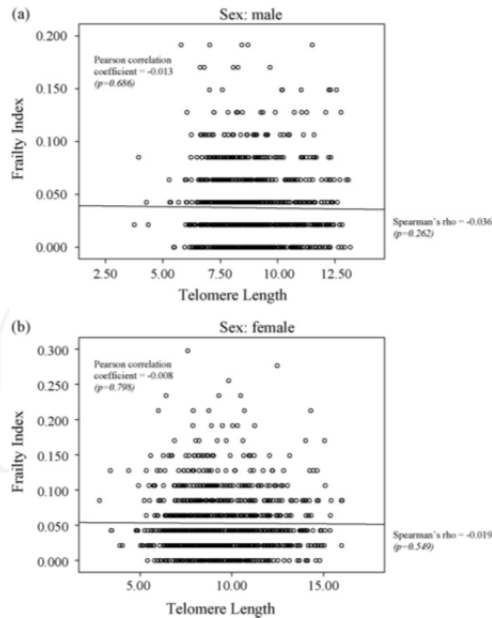 (a)
Sex: male
0.200
Pearson correlation
coefficient = -0.013
(p=0.686)
0.150
Frailty Index
0.100
0.050
Spearman's rho = -0.036
(p=0.262)
0.000
2.50 5.00 7.50 10.00 12.50
Telomere Length
(b)
Sex: female
0.300
Pearson correlation
coefficient = -0.008
(p=0.798)
0.250
0.200
Frailty Index
0.150
0.100
0.050
Spearman's rho = -0.019
(p=0.549)
0.000
5.00 10.00 15.00
Telomere Length